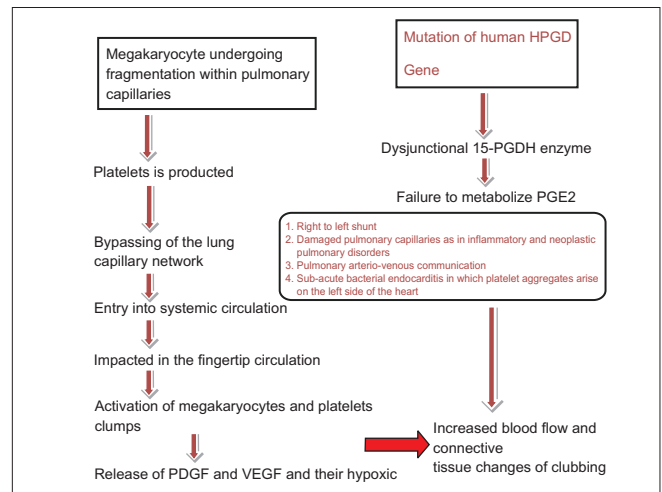 Megakaryocyte undergoing
fragmentation within pulmonary
capillaries
Platelets is producted
Bypassing of the lung
capillary network
Entry into systemic circulation
Impacted in the fingertip circulation
Activation of megakaryocytes and platelets
clumps
Release of PDGF and VEGF and their hypoxic
Mutation of human HPGD
Gene
Dysjunctional 15-PGDH enzyme
Failure to metabolize PGE2
1. Right to left shunt
2. Damaged pulmonary capillaries as in inflammatory and neoplastic
pulmonary disorders
3. Pulmonary arterio-venous communication
4. Sub-acute bacterial endocarditis in which platelet aggregates arise
on the left side of the heart
Increased blood flow and
connective
tissue changes of clubbing